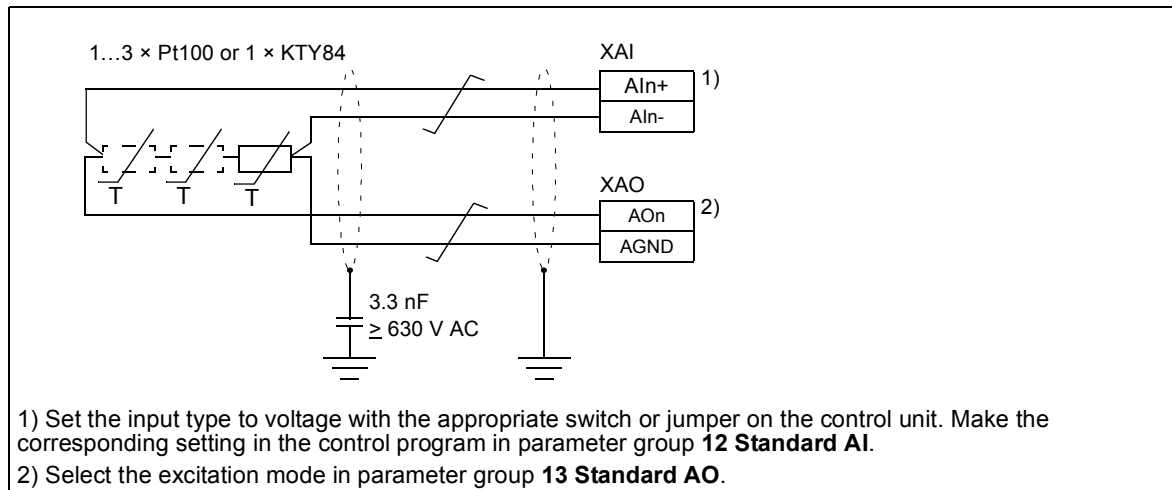 1…3 × Pt100 or 1 × KTY84
XAI
AIn+
1)
AIn-
T
T
T
XAO
AOn
2)
AGND
3.3 nF
≥ 630 V AC
1) Set the input type to voltage with the appropriate switch or jumper on the control unit. Make the
corresponding setting in the control program in parameter group 12 Standard AI.
2) Select the excitation mode in parameter group 13 Standard AO.